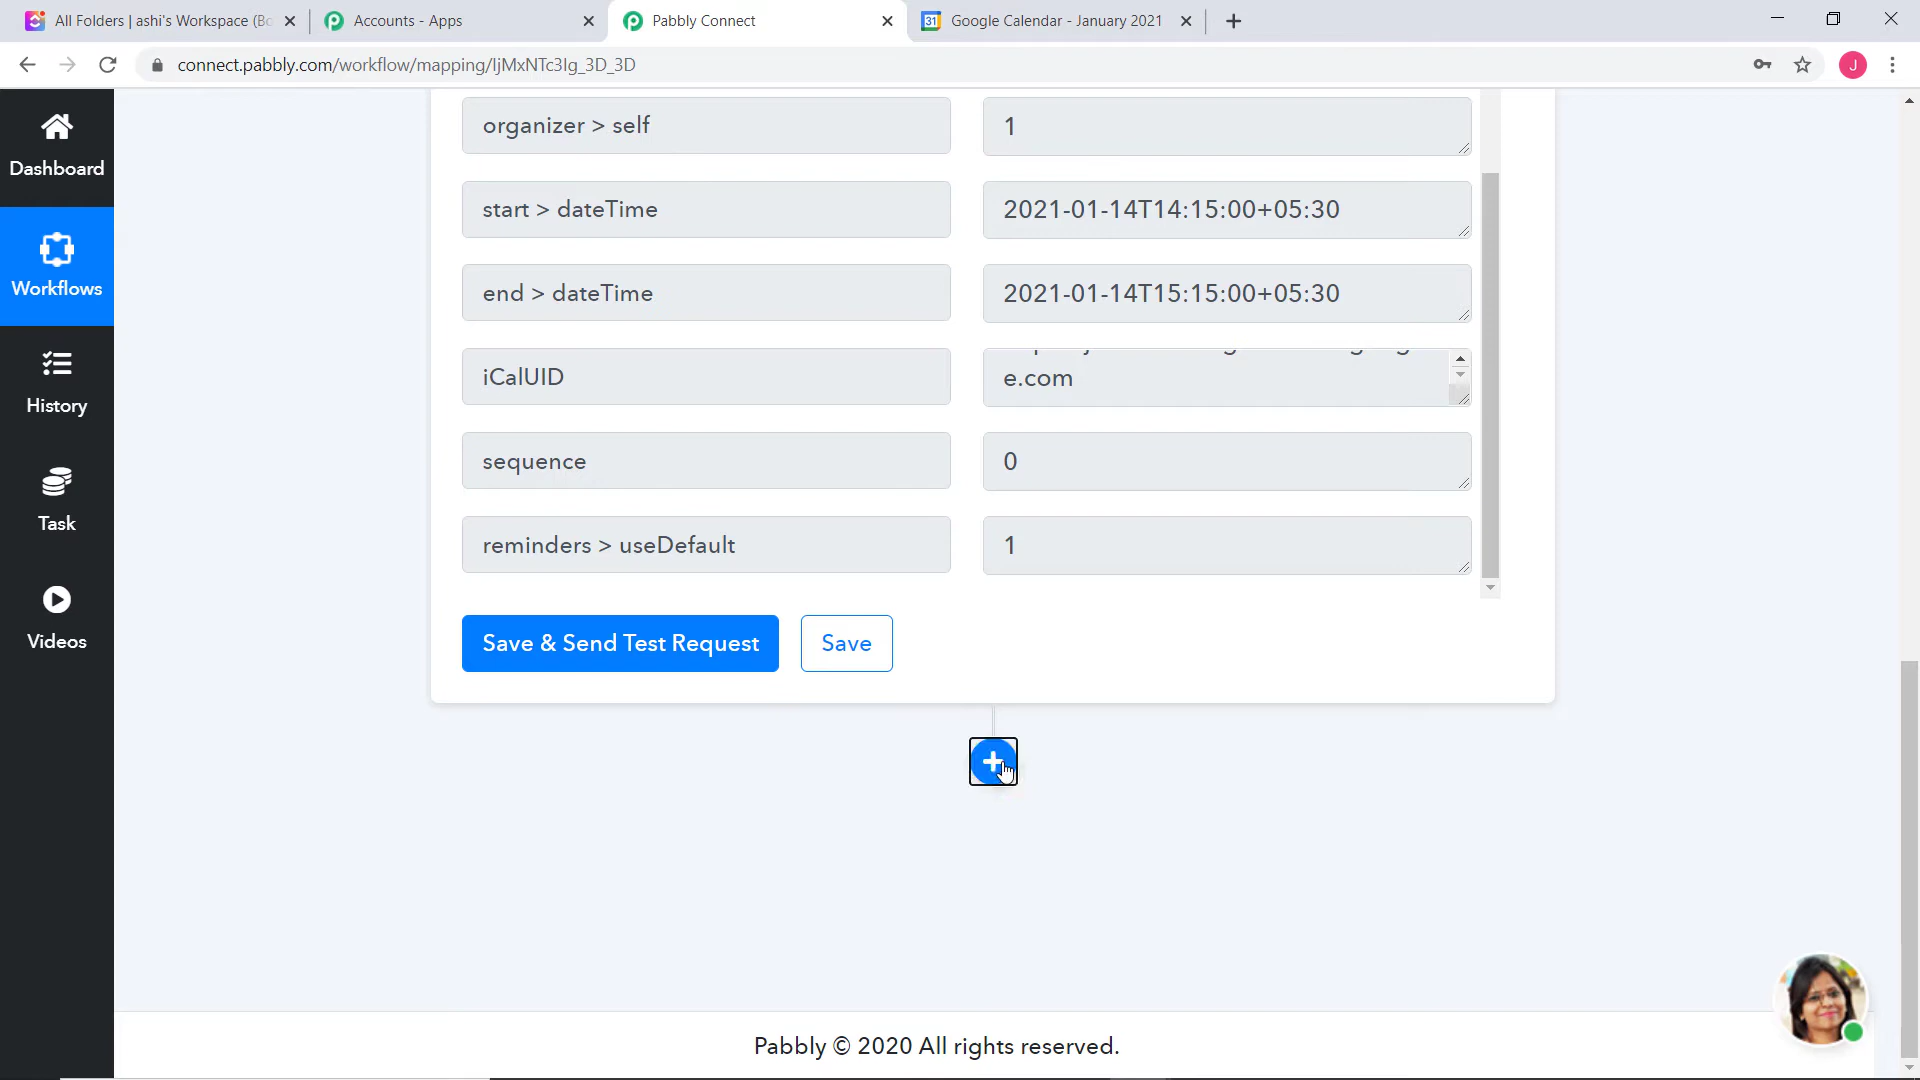 All Folders | ashi's Workspace (Bo
Accounts - Apps
Pabbly Connect
31
Google Calendar - January 2021
connect.pabbly.com/workflow/mapping/IjMxNTc3Ig_3D_3D
J
Dashboard
Workflows
History
Task
Videos
organizer > self
1
start > dateTime
2021-01-14T14:15:00+05:30
end > dateTime
2021-01-14T15:15:00+05:30
iCalUID
e.com
sequence
0
reminders > useDefault
1
Save & Send Test Request
Save
Pabbly © 2020 All rights reserved.